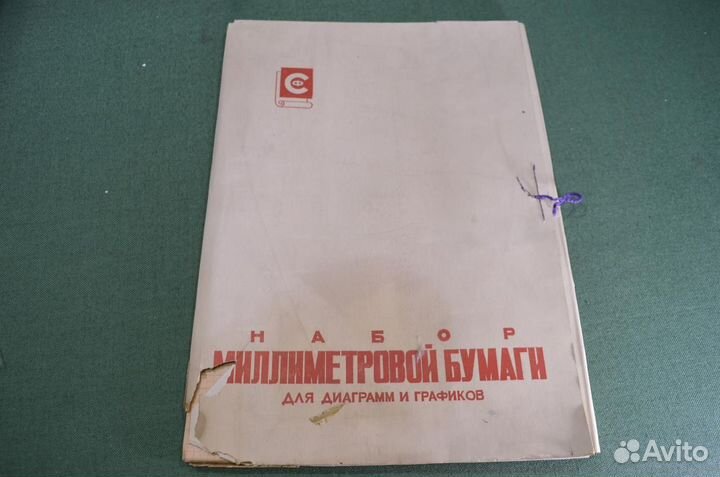 С
НАБОР
МИЛЛИМЕТРОВОЙ БУМАГИ
ДЛЯ ДИАГРАММ И ГРАФИКОВ
Avito